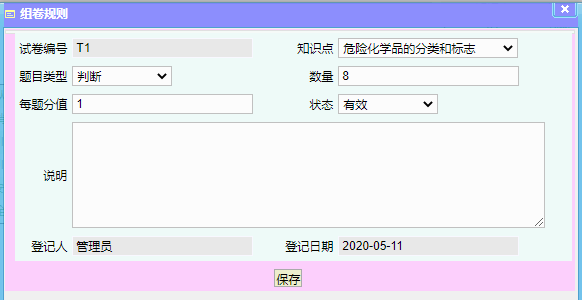 组卷规则
试卷编号 T1 知识点 危险化学品的分类和标志
题目类型 判断 数量 8
每题分值 1 状态 有效
说明
登记人 管理员 登记日期 2020-05-11
保存